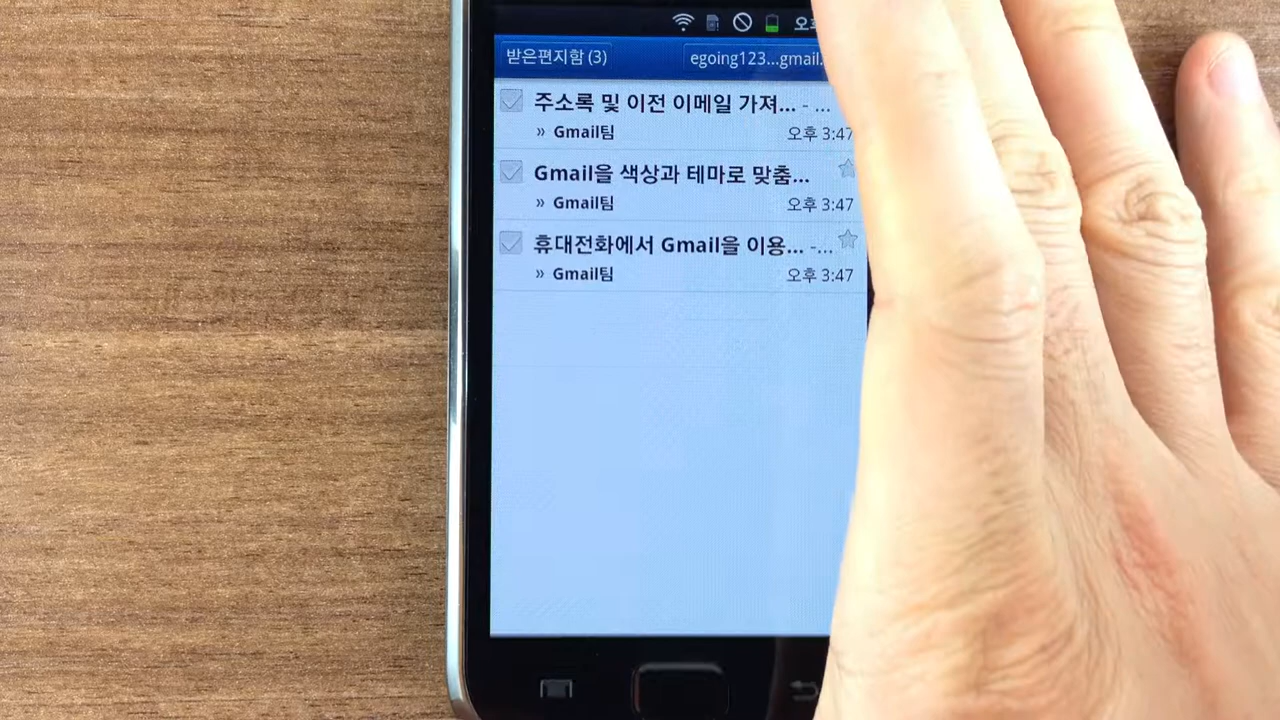 받은편지함 (3)
egoing123...gmail.
주소록 및 이전 이메일 가져... - ...
» Gmail팀
오후 3:47
Gmail을 색상과 테마로 맞춤...
» Gmail팀
오후 3:47
휴대전화에서 Gmail을 이용... -...
» Gmail팀
오후 3:47